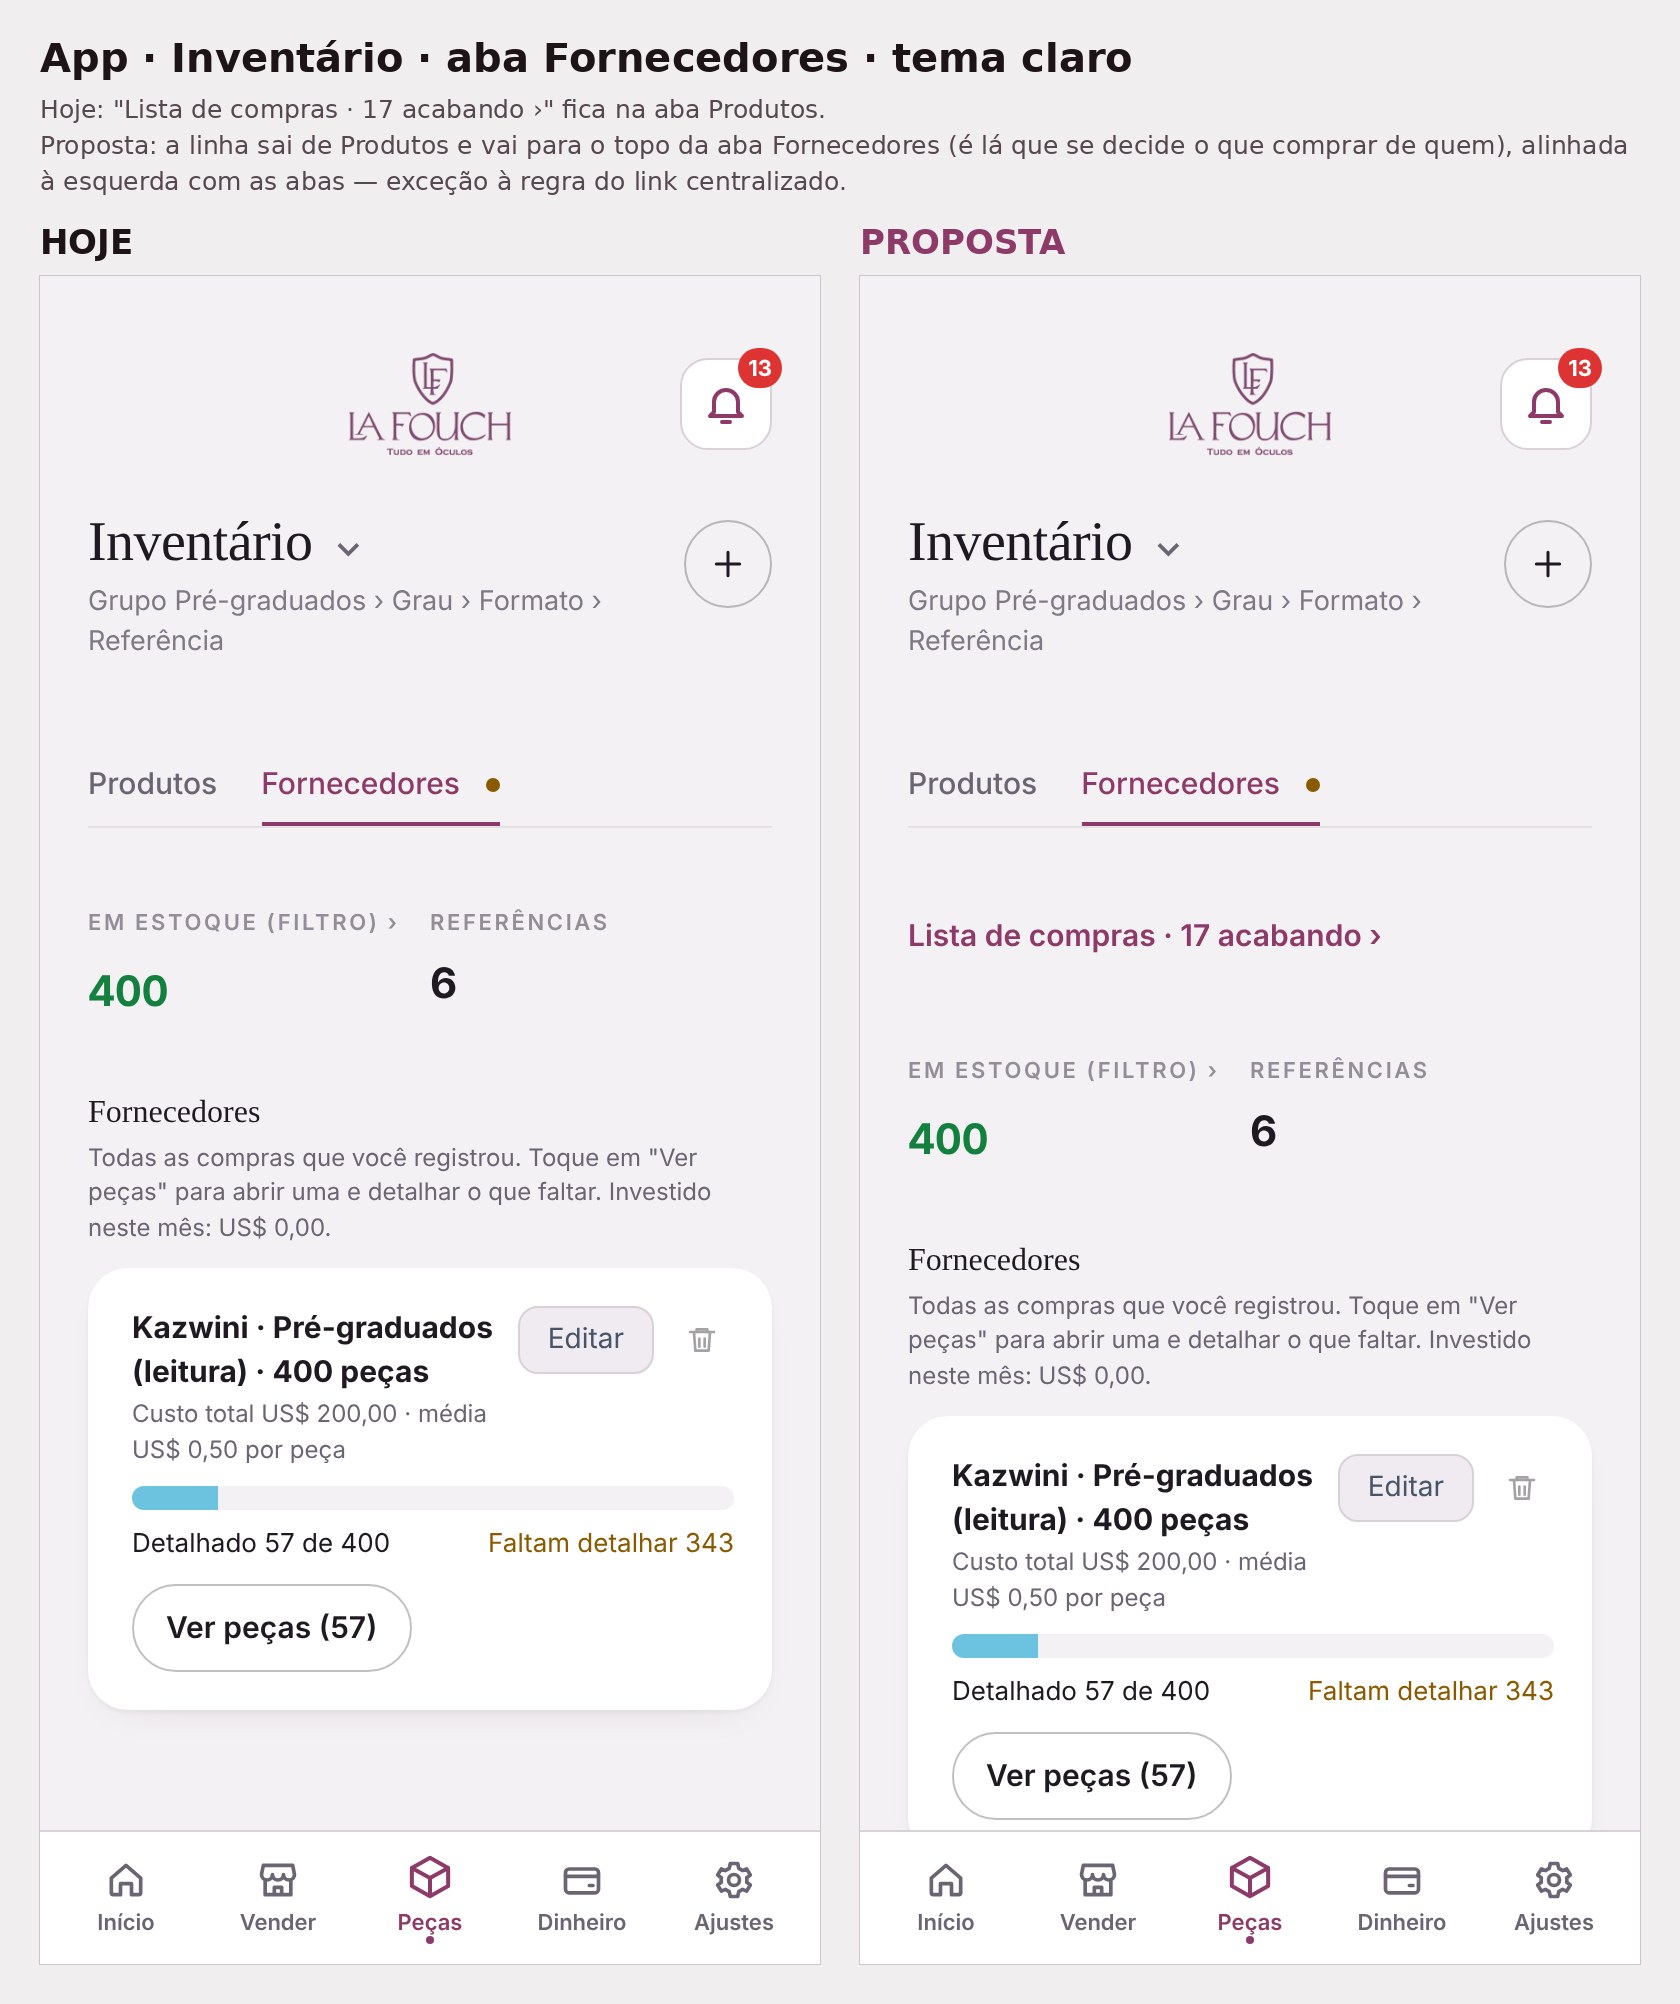 App · Inventário · aba Fornecedores · tema claro
Hoje: "Lista de compras · 17 acabando ›" fica na aba Produtos.
Proposta: a linha sai de Produtos e vai para o topo da aba Fornecedores (é lá que se decide o que comprar de quem), alinhada
à esquerda com as abas — exceção à regra do link centralizado.
HOJE
LF
LA FOUCH
TUDO EM ÓCULOS
13
Inventário
Grupo Pré-graduados › Grau › Formato ›
Referência
Produtos Fornecedores
EM ESTOQUE (FILTRO) › REFERÊNCIAS
400 6
Fornecedores
Todas as compras que você registrou. Toque em "Ver
peças" para abrir uma e detalhar o que faltar. Investido
neste mês: US$ 0,00.
Kazwini · Pré-graduados
(leitura) · 400 peças
Editar
Custo total US$ 200,00 · média
US$ 0,50 por peça
Detalhado 57 de 400 Faltam detalhar 343
Ver peças (57)
Início Vender Peças Dinheiro Ajustes
PROPOSTA
LF
LA FOUCH
TUDO EM ÓCULOS
13
Inventário
Grupo Pré-graduados › Grau › Formato ›
Referência
Produtos Fornecedores
Lista de compras · 17 acabando ›
EM ESTOQUE (FILTRO) › REFERÊNCIAS
400 6
Fornecedores
Todas as compras que você registrou. Toque em "Ver
peças" para abrir uma e detalhar o que faltar. Investido
neste mês: US$ 0,00.
Kazwini · Pré-graduados
(leitura) · 400 peças
Editar
Custo total US$ 200,00 · média
US$ 0,50 por peça
Detalhado 57 de 400 Faltam detalhar 343
Ver peças (57)
Início Vender Peças Dinheiro Ajustes